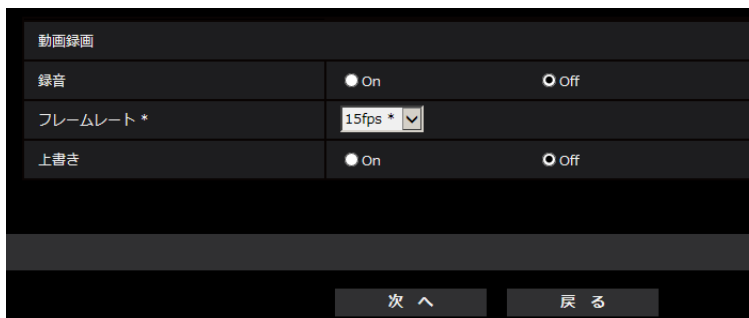 動画録画
録音 On Off
フレームレート * 15fps *
上書き On Off
次 へ 戻 る